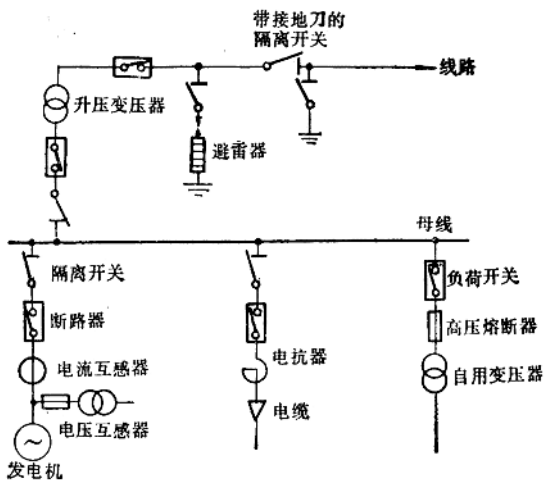 带接地刀的
隔离开关
线路
升压变压器
避雷器
母线
隔离开关
负荷开关
断路器
高压熔断器
电抗器
电流互感器
自用变压器
电缆
电压互感器
~
发电机